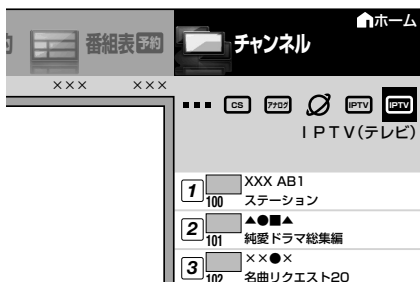 ホーム
番組表 予約
チャンネル
××× ×××
CS アナログ IPTV IPTV
IPTV(テレビ)
1 100 XXX AB1
ステーション
2 101 ▲●■▲
純愛ドラマ総集編
3 102 ××●×
名曲リクエスト20